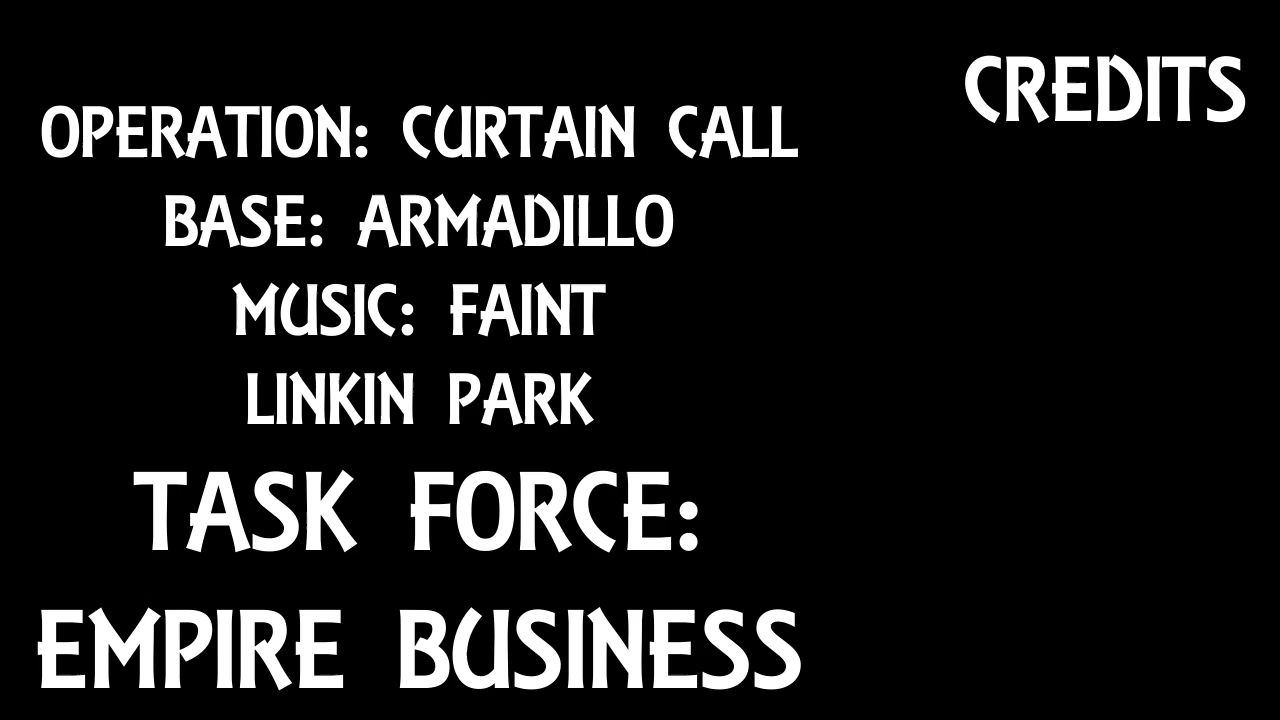 CREDITS
OPERATION: CURTAIN CALL
BASE: ARMADILLO
MUSIC: FAINT
LINKIN PARK
TASK FORCE:
EMPIRE BUSINESS